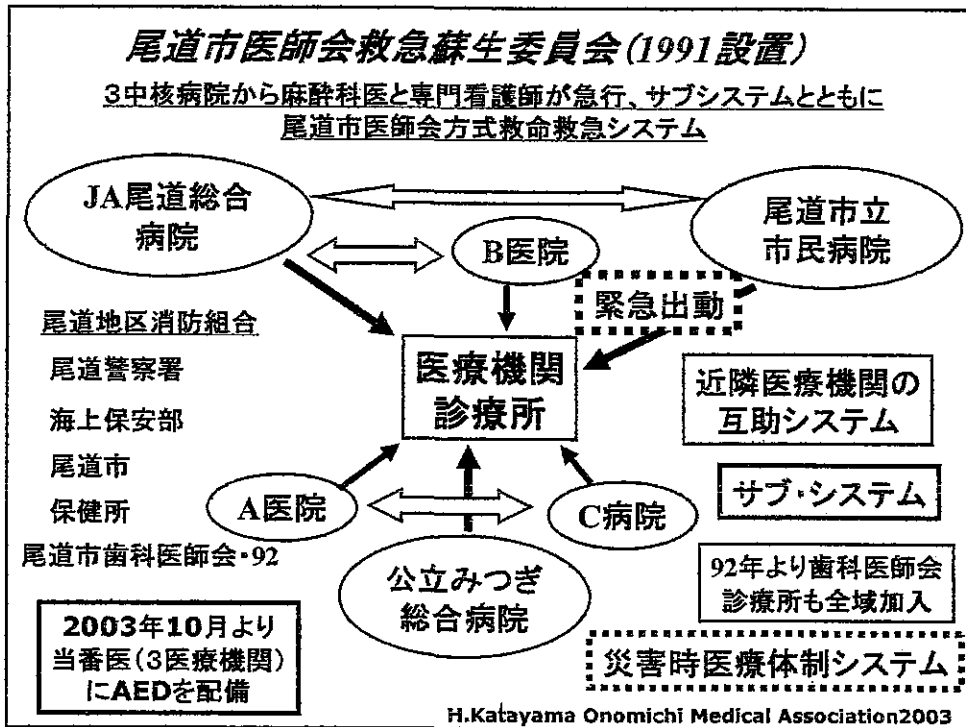 尾道市医師会救急蘇生委員会(1991設置)
3中核病院から麻酔科医と専門看護師が急行、サブシステムとともに
尾道市医師会方式救命救急システム
JA尾道総合
病院
尾道市立
市民病院
B医院
緊急出動
尾道地区消防組合
尾道警察署
海上保安部
尾道市
保健所
尾道市歯科医師会・92
医療機関
診療所
近隣医療機関の
互助システム
サブ・システム
A医院
C病院
公立みつぎ
総合病院
92年より歯科医師会
診療所も全域加入
2003年10月より
当番医(3医療機関)
にAEDを配備
災害時医療体制システム
H.Katayama Onomichi Medical Association2003